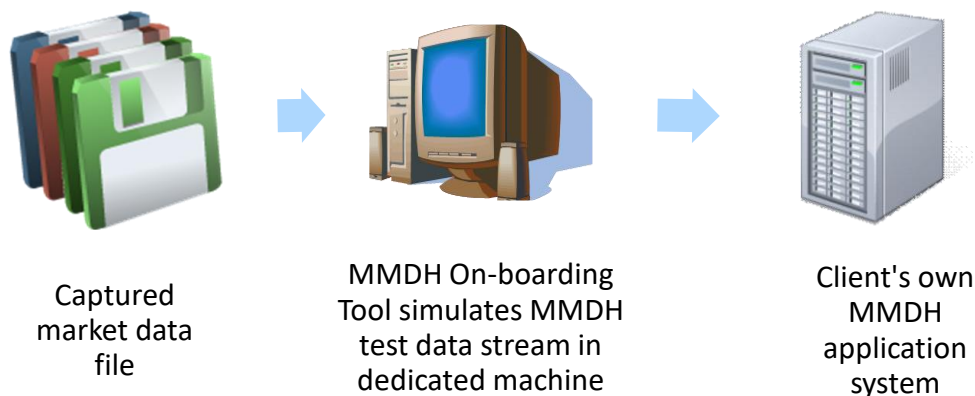 Captured
market data
file
MMDH On-boarding
Tool simulates MMDH
test data stream in
dedicated machine
Client's own
MMDH
application
system